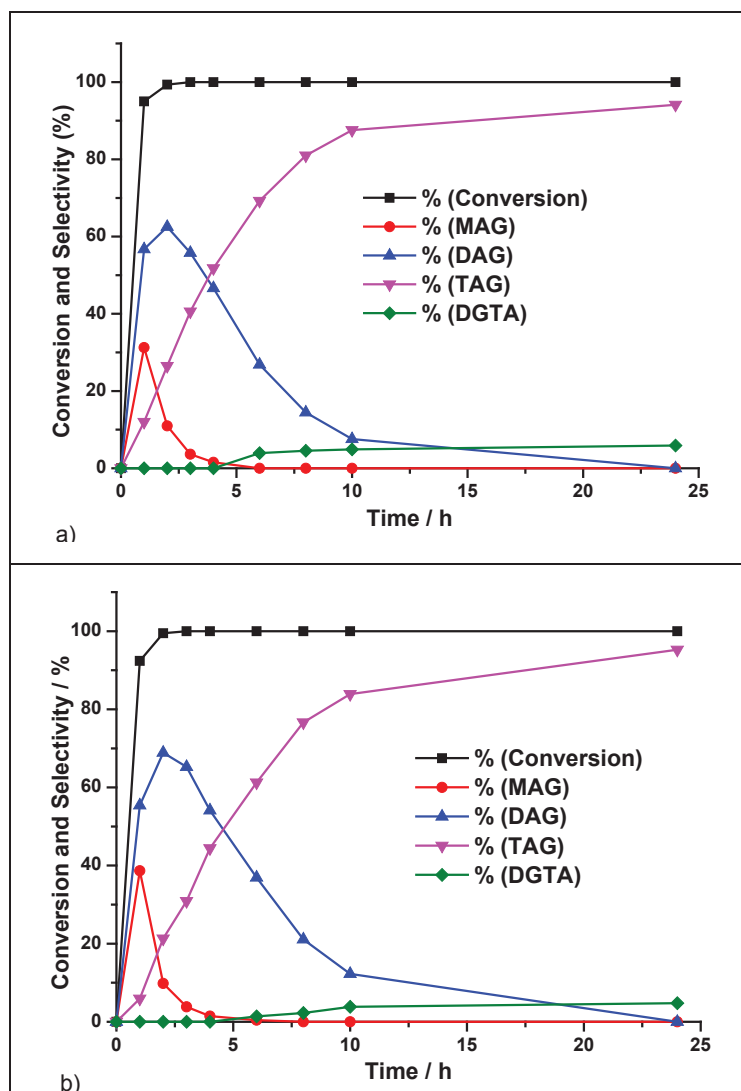 Conversion and Selectivity (%)
100
80
60
40
20
0
% (Conversion)
% (MAG)
% (DAG)
% (TAG)
% (DGTA)
0 5 10 15 20 25
Time / h
a)
Conversion and Selectivity / %
100
80
60
40
20
0
% (Conversion)
% (MAG)
% (DAG)
% (TAG)
% (DGTA)
0 5 10 15 20 25
Time / h
b)